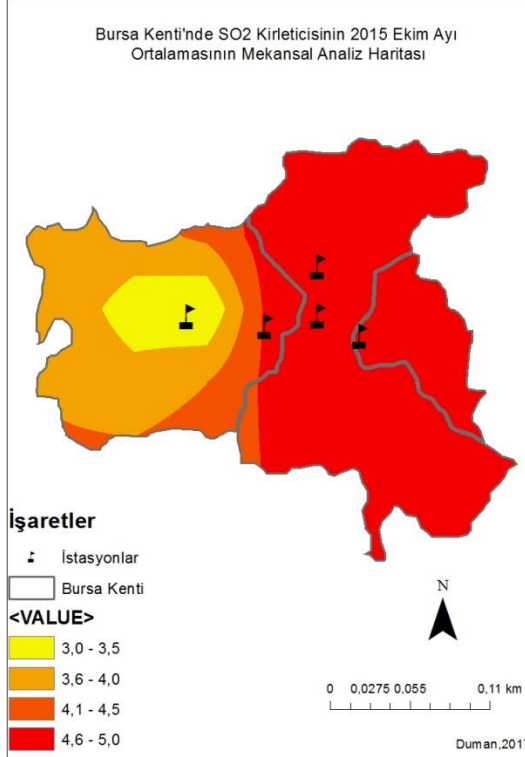 Bursa Kenti'nde SO2 Kirleticisinin 2015 Ekim Ayı
Ortalamasının Mekansal Analiz Haritası
İşaretler
İstasyonlar
Bursa Kenti
<VALUE>
3,0 - 3,5
3,6 - 4,0
4,1 - 4,5
4,6 - 5,0
N
0 0,0275 0,055 0,11 km
Duman,2017